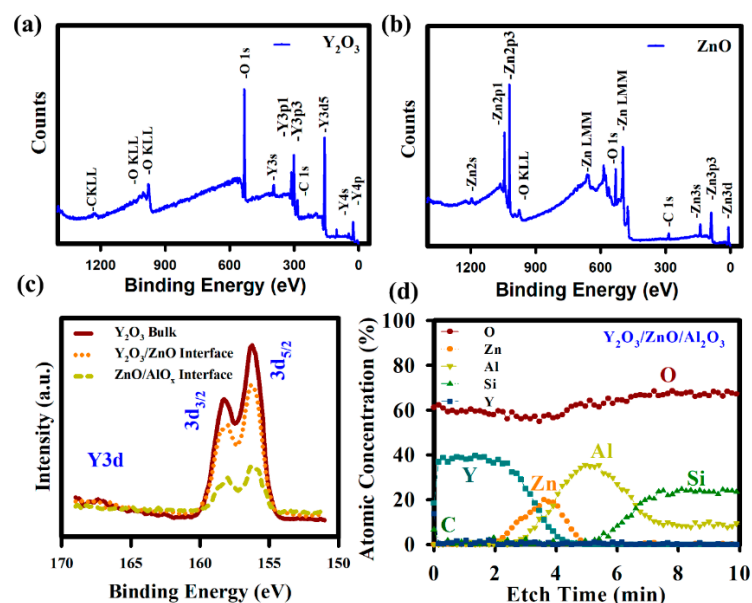 (a)
Y₂O₃
Counts
-CKLL
-O KLL
-O KLL
-O 1s
-Y3s
-Y3p1
-Y3p3
-C 1s
-Y3d5
-Y4s
-Y4p
1200 900 600 300 0
Binding Energy (eV)
(b)
ZnO
Counts
-Zn2s
-Zn2p1
-Zn2p3
-O KLL
-Zn LMM
-O 1s
-Zn LMM
-C 1s
-Zn3s
-Zn3p3
-Zn3d
1200 900 600 300 0
Binding Energy (eV)
(c)
Y₂O₃ Bulk
Y₂O₃/ZnO Interface
ZnO/AlOₓ Interface
3d₃/₂
3d₅/₂
Y3d
Intensity (a.u.)
170 165 160 155 150
Binding Energy (eV)
(d)
Y₂O₃/ZnO/Al₂O₃
O
Zn
Al
Si
Y
O
Y
Zn
Al
Si
C
Atomic Concentration (%)
100
80
60
40
20
0
0 2 4 6 8 10
Etch Time (min)